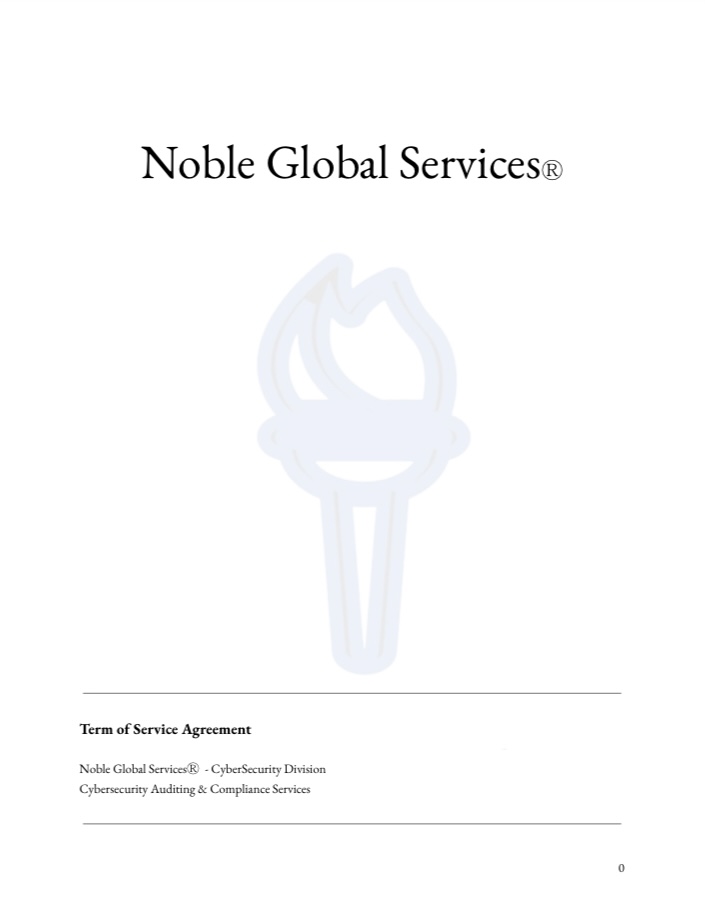 Noble Global Services®
Term of Service Agreement
Noble Global Services® - CyberSecurity Division
Cybersecurity Auditing & Compliance Services
0